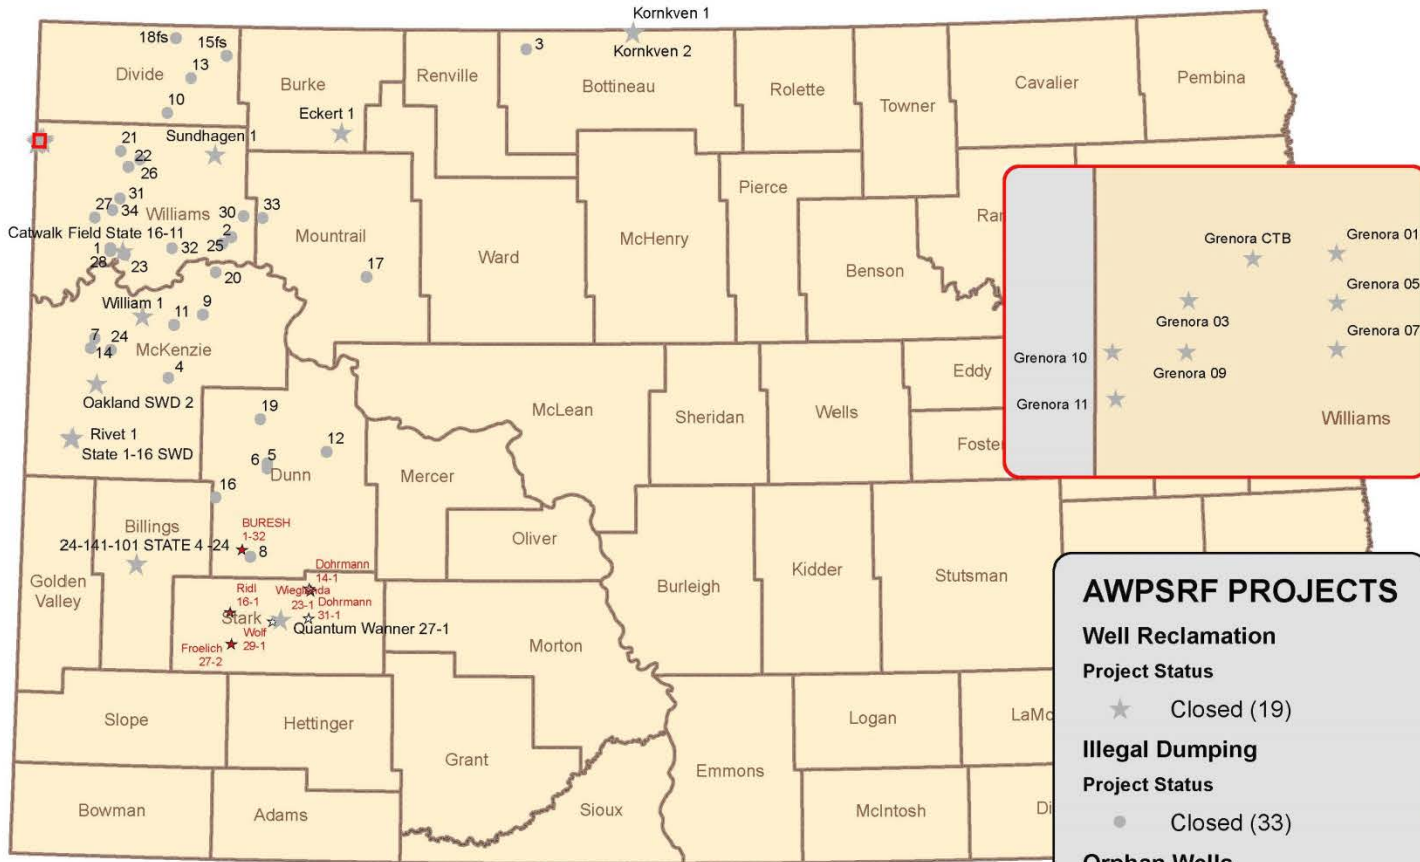 Kornkven 1
Kornkven 2
18fs
15fs
3
Divide
13
10
Burke
Renville
Bottineau
Rolette
Towner
Cavalier
Pembina
Eckert 1
Sundhagen 1
21
22
26
31
34
27
Williams
30
33
2
25
Catwalk Field State 16-11
1
28
23
32
20
Mountrail
17
Ward
McHenry
Pierce
Benson
Ra
Grenora CTB
Grenora 01
Grenora 05
Grenora 03
Grenora 07
Grenora 10
Grenora 09
Grenora 11
Williams
William 1
9
11
7
24
14
McKenzie
4
Oakland SWD 2
Rivet 1
State 1-16 SWD
19
12
5
6
Dunn
16
McLean
Sheridan
Wells
Eddy
Foster
Mercer
Oliver
Billings
24-141-101 STATE 4 -24
BURESH
1-32
8
Golden
Valley
Dohrmann
14-1
Ridl
16-1
23-1
Dohrmann
31-1
Stark
Wolf
29-1
Quantum Wanner 27-1
Froelich
27-2
Burleigh
Kidder
Stutsman
Morton
Slope
Hettinger
Grant
Bowman
Adams
Sioux
Emmons
Logan
LaMo
McIntosh
Di
AWPSRF PROJECTS
Well Reclamation
Project Status
Closed (19)
Illegal Dumping
Project Status
Closed (33)
Orphan Wells